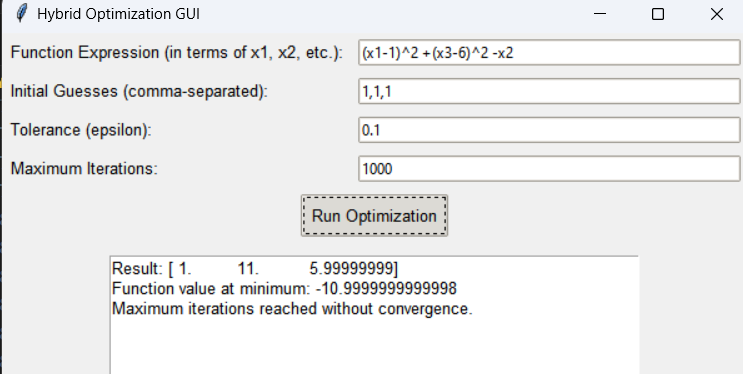 Hybrid Optimization GUI
Function Expression (in terms of x1, x2, etc.): (x1-1)^2 +(x3-6)^2 -x2
Initial Guesses (comma-separated): 1,1,1
Tolerance (epsilon): 0.1
Maximum Iterations: 1000
Run Optimization
Result: [ 1. 11. 5.99999999]
Function value at minimum: -10.9999999999998
Maximum iterations reached without convergence.